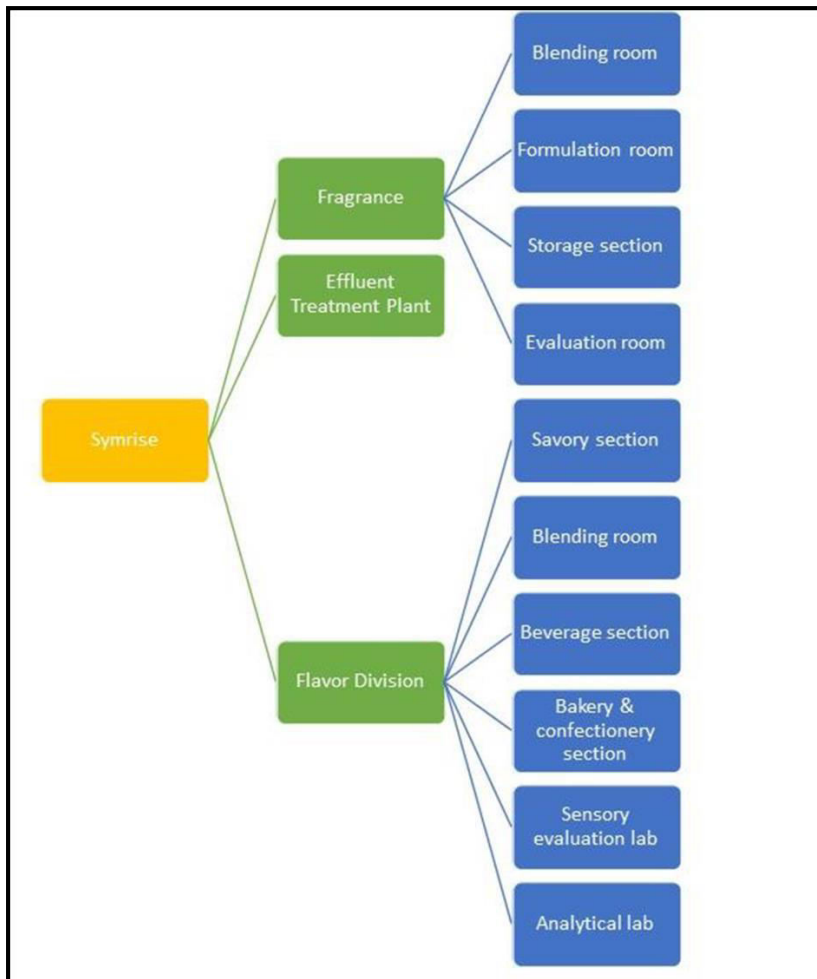 Symrise
Fragrance
Effluent
Treatment Plant
Flavor Division
Blending room
Formulation room
Storage section
Evaluation room
Savory section
Blending room
Beverage section
Bakery &
confectionery
section
Sensory
evaluation lab
Analytical lab